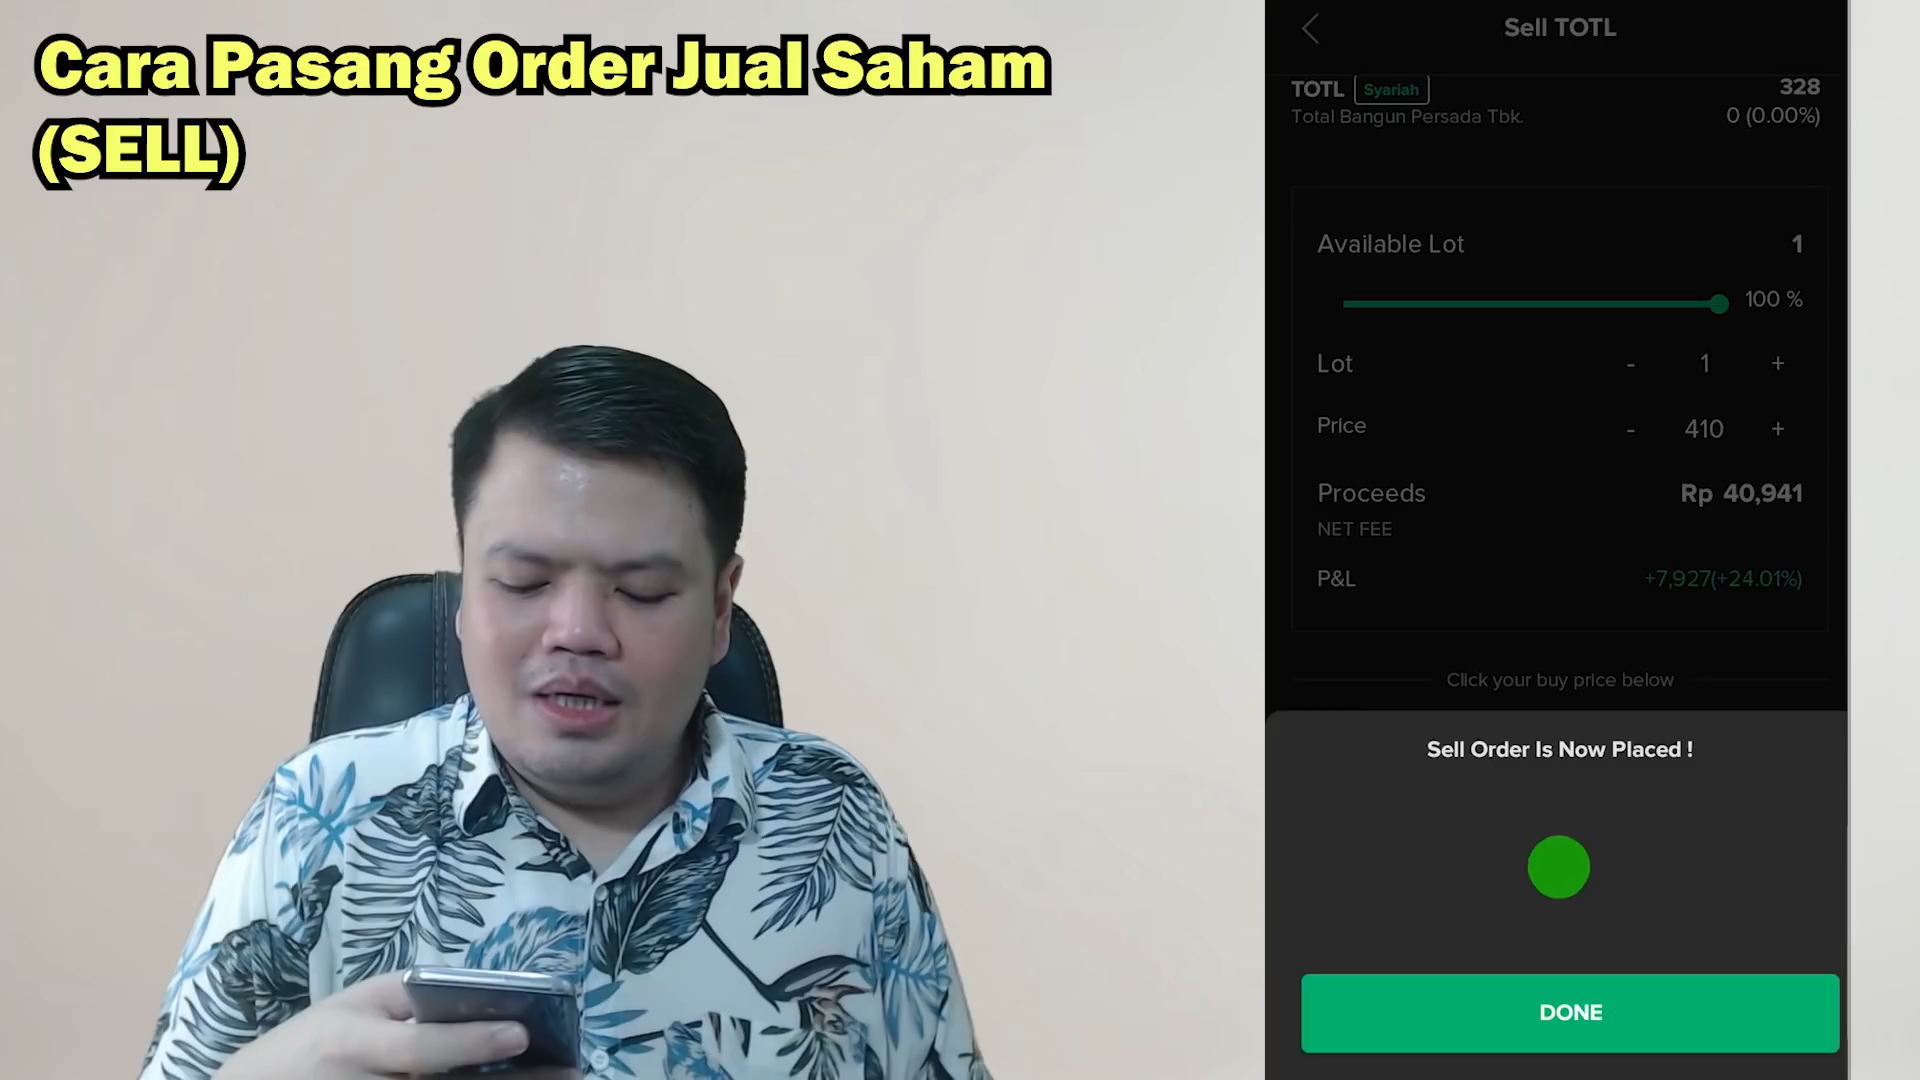 Cara Pasang Order Jual Saham
(SELL)
Sell TOTL
TOTL Syariah 328
Total Bangun Persada Tbk. 0 (0.00%)
Available Lot 1
100 %
Lot - 1 +
Price - 410 +
Proceeds Rp 40,941
NET FEE
P&L +7,927(+24.01%)
Click your buy price below
Sell Order Is Now Placed !
DONE